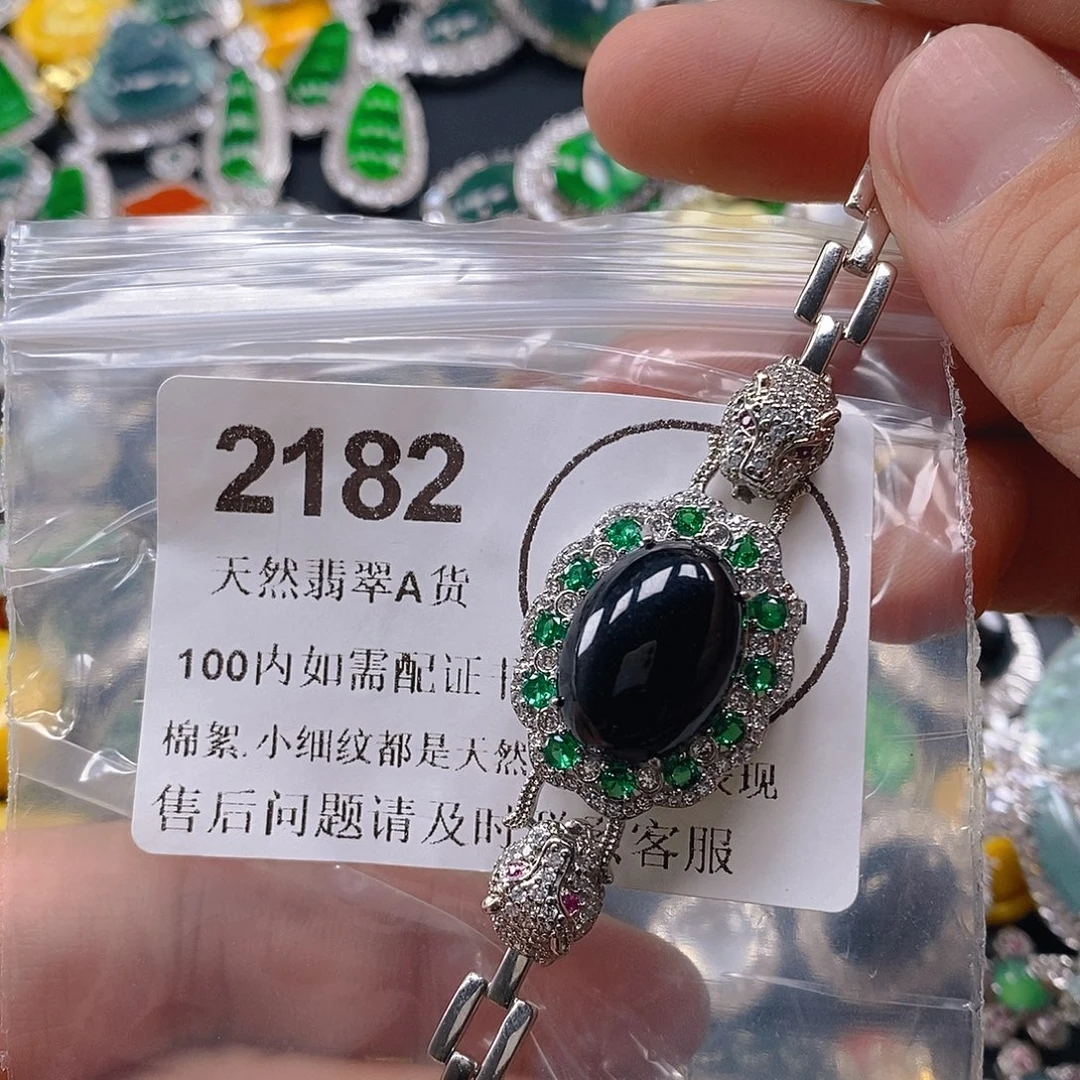 2182
天然翡翠A货
100内如需配证
棉絮.小细纹都是天然 现
售后问题请及时 客服